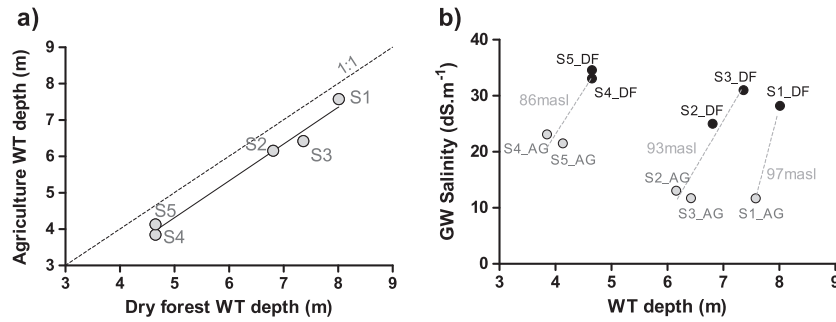 a)
9
8
7
6
5
4
3
Agriculture WT depth (m)
1:1
S1
S2
S3
S5
S4
3 4 5 6 7 8 9
Dry forest WT depth (m)
b)
40
30
20
10
0
GW Salinity (dS.m-1)
S5_DF
S4_DF
S3_DF
S1_DF
S2_DF
86masl
93masl
97masl
S4_AG
S5_AG
S2_AG
S3_AG
S1_AG
3 4 5 6 7 8 9
WT depth (m)